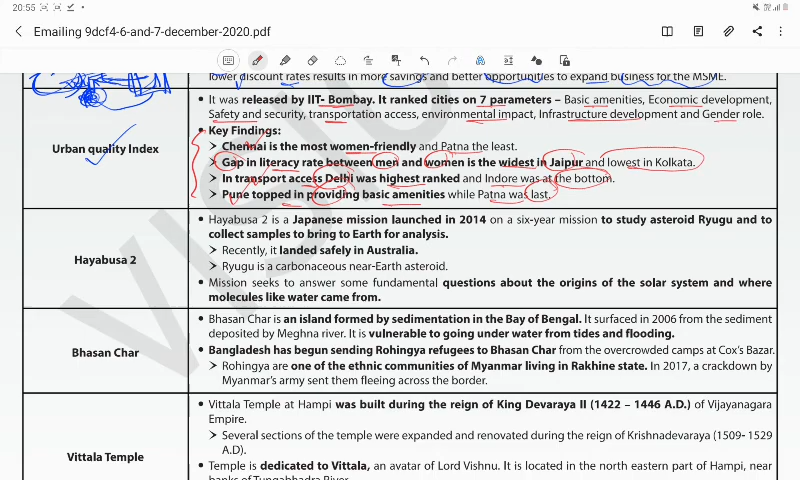 20:55
Emailing 9dcf4-6-and-7-december-2020.pdf
lower discount rates results in more savings and better opportunities to expand business for the MSME.
Urban quality Index
• It was released by IIT- Bombay. It ranked cities on 7 parameters – Basic amenities, Economic development,
Safety and security, transportation access, environmental impact, Infrastructure development and Gender role.
• Key Findings:
➤ Chennai is the most women-friendly and Patna the least.
➤ Gap in literacy rate between men and women is the widest in Jaipur and lowest in Kolkata.
➤ In transport access Delhi was highest ranked and Indore was at the bottom.
➤ Pune topped in providing basic amenities while Patna was last.
Hayabusa 2
• Hayabusa 2 is a Japanese mission launched in 2014 on a six-year mission to study asteroid Ryugu and to
collect samples to bring to Earth for analysis.
➤ Recently, it landed safely in Australia.
➤ Ryugu is a carbonaceous near-Earth asteroid.
• Mission seeks to answer some fundamental questions about the origins of the solar system and where
molecules like water came from.
Bhasan Char
• Bhasan Char is an island formed by sedimentation in the Bay of Bengal. It surfaced in 2006 from the sediment
deposited by Meghna river. It is vulnerable to going under water from tides and flooding.
• Bangladesh has begun sending Rohingya refugees to Bhasan Char from the overcrowded camps at Cox's Bazar.
➤ Rohingya are one of the ethnic communities of Myanmar living in Rakhine state. In 2017, a crackdown by
Myanmar's army sent them fleeing across the border.
Vittala Temple
• Vittala Temple at Hampi was built during the reign of King Devaraya II (1422 – 1446 A.D.) of Vijayanagara
Empire.
➤ Several sections of the temple were expanded and renovated during the reign of Krishnadevaraya (1509- 1529
A.D).
• Temple is dedicated to Vittala, an avatar of Lord Vishnu. It is located in the north eastern part of Hampi, near
banks of Tungabhadra River.